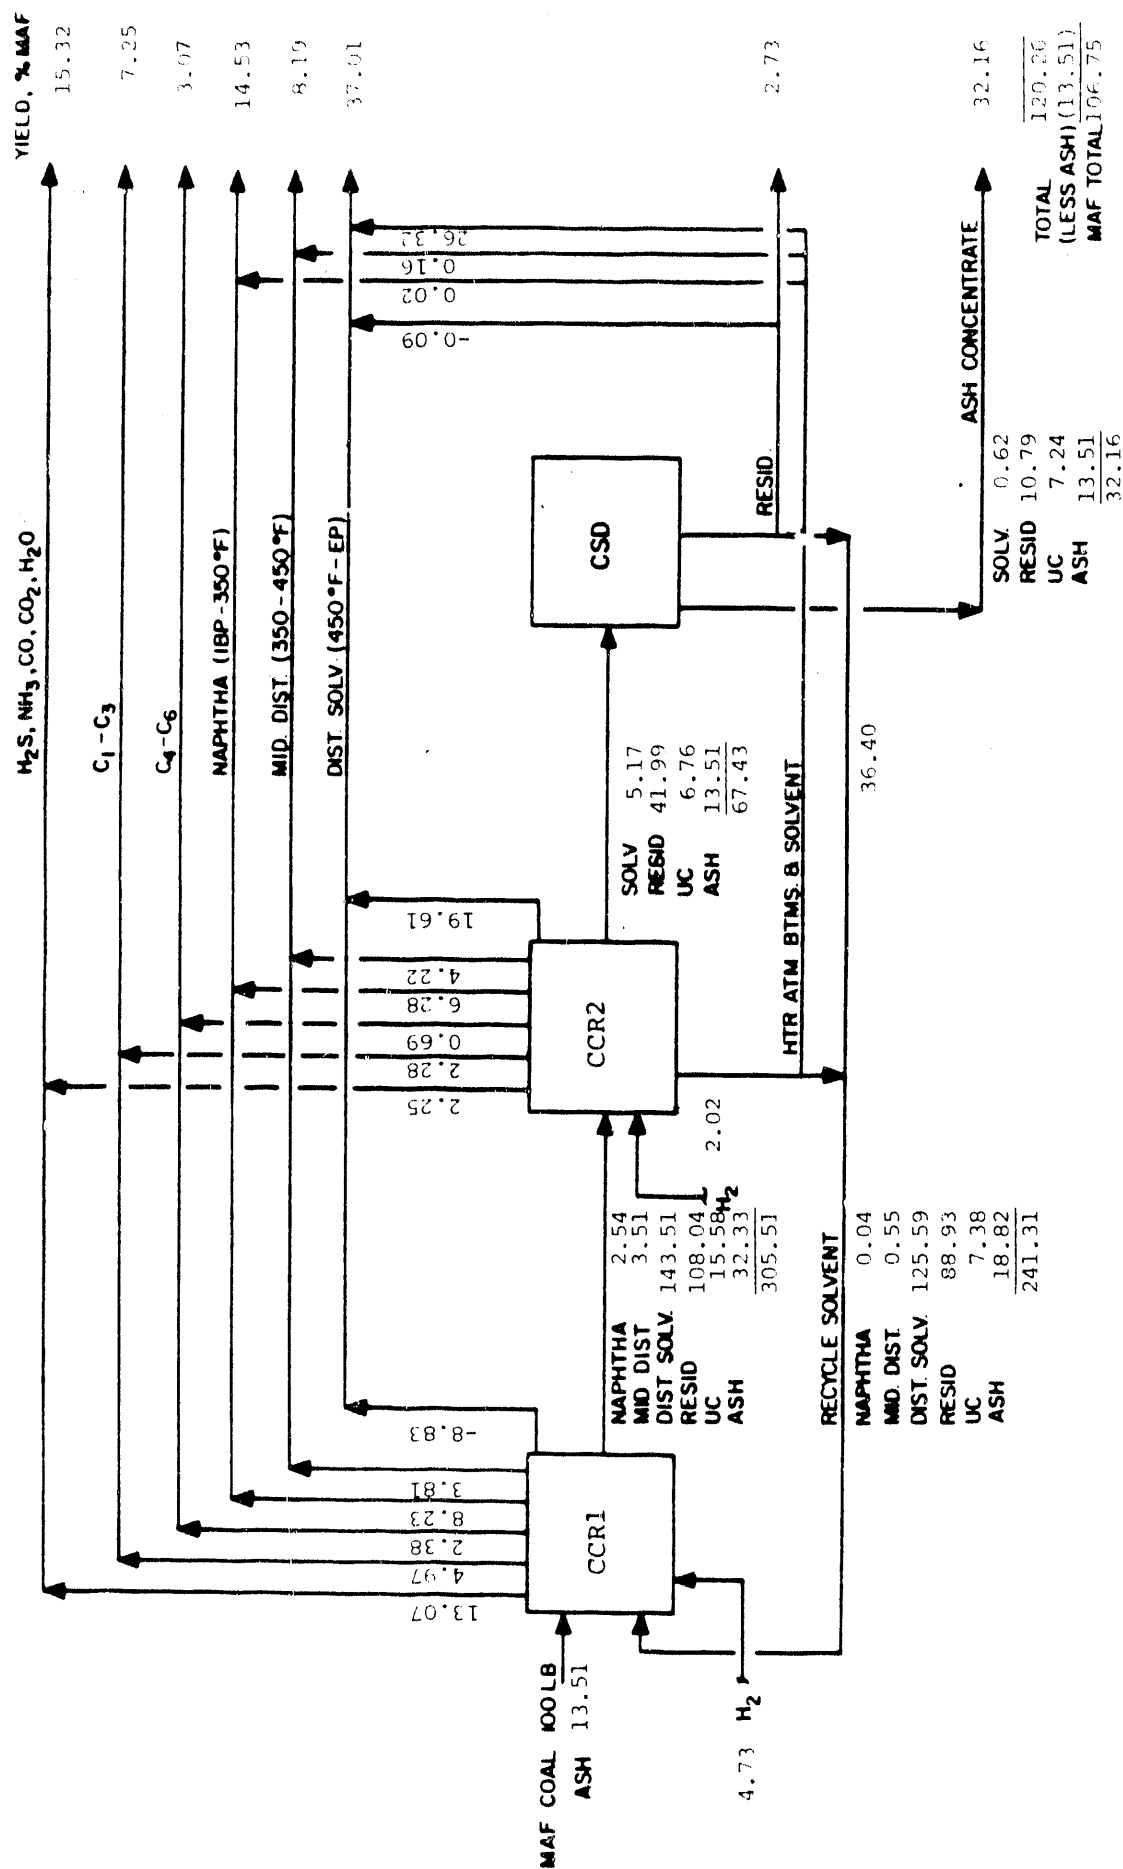 YIELD, % MAF
H2S, NH3, CO, CO2, H2O 15.32
C1-C3 7.25
C4-C6 3.07
NAPHTHA (IBP-350°F) 14.53
MID. DIST. (350-450°F) 8.19
DIST. SOLV. (450°F-EP) 37.01
13.07
4.97
2.38
8.23
3.81
-8.83
2.25
2.28
0.69
6.28
4.22
19.61
-0.09
0.02
0.16
26.32
MAF COAL 100 LB
ASH 13.51
4.73 H2
CCR1
NAPHTHA 2.54
MID DIST 3.51
DIST SOLV. 143.51
RESID 108.04
UC 15.58
ASH 32.33
305.51
H2
2.02
CCR2
SOLV 5.17
RESID 41.99
UC 6.76
ASH 13.51
67.43
CSD
RESID 2.73
HTR ATM BTMS. & SOLVENT
36.40
RECYCLE SOLVENT
NAPHTHA 0.04
MID. DIST. 0.55
DIST. SOLV. 125.59
RESID 88.93
UC 7.38
ASH 18.82
241.31
ASH CONCENTRATE 32.16
SOLV. 0.62
RESID 10.79
UC 7.24
ASH 13.51
32.16
TOTAL 120.26
(LESS ASH) (13.51)
MAF TOTAL 106.75